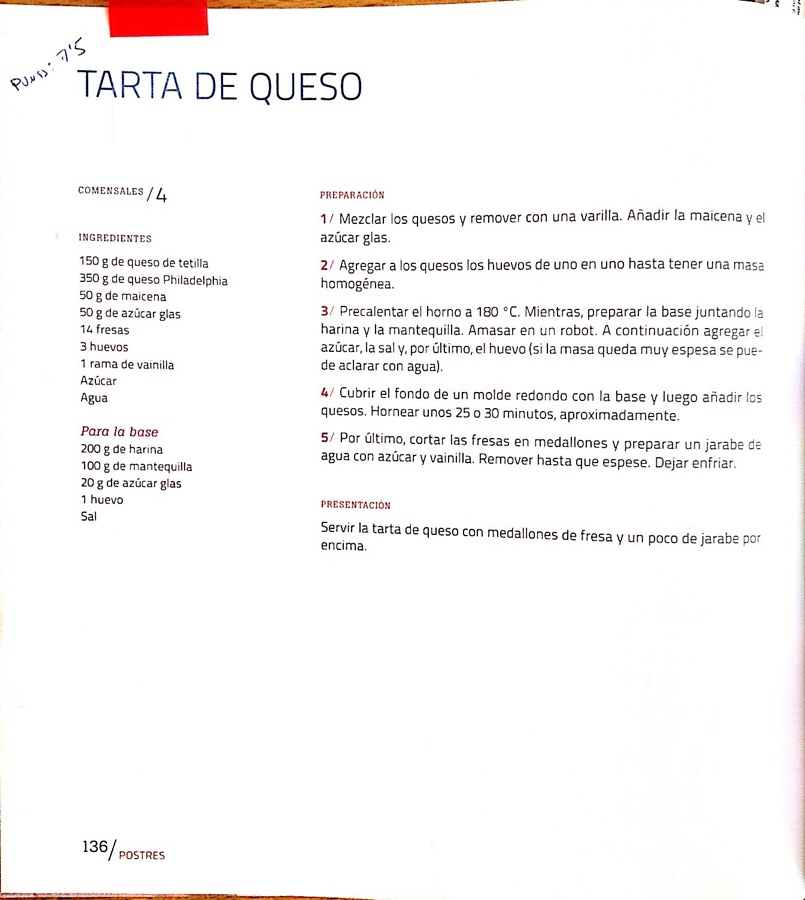 Punts: 7'5
TARTA DE QUESO
COMENSALES / 4
INGREDIENTES
150 g de queso de tetilla
350 g de queso Philadelphia
50 g de maicena
50 g de azúcar glas
14 fresas
3 huevos
1 rama de vainilla
Azúcar
Agua
Para la base
200 g de harina
100 g de mantequilla
20 g de azúcar glas
1 huevo
Sal
PREPARACIÓN
1/ Mezclar los quesos y remover con una varilla. Añadir la maicena y el
azúcar glas.
2/ Agregar a los quesos los huevos de uno en uno hasta tener una masa
homogénea.
3/ Precalentar el horno a 180 °C. Mientras, preparar la base juntando la
harina y la mantequilla. Amasar en un robot. A continuación agregar el
azúcar, la sal y, por último, el huevo (si la masa queda muy espesa se pue-
de aclarar con agua).
4/ Cubrir el fondo de un molde redondo con la base y luego añadir los
quesos. Hornear unos 25 o 30 minutos, aproximadamente.
5/ Por último, cortar las fresas en medallones y preparar un jarabe de
agua con azúcar y vainilla. Remover hasta que espese. Dejar enfriar.
PRESENTACIÓN
Servir la tarta de queso con medallones de fresa y un poco de jarabe por
encima.
136/ POSTRES